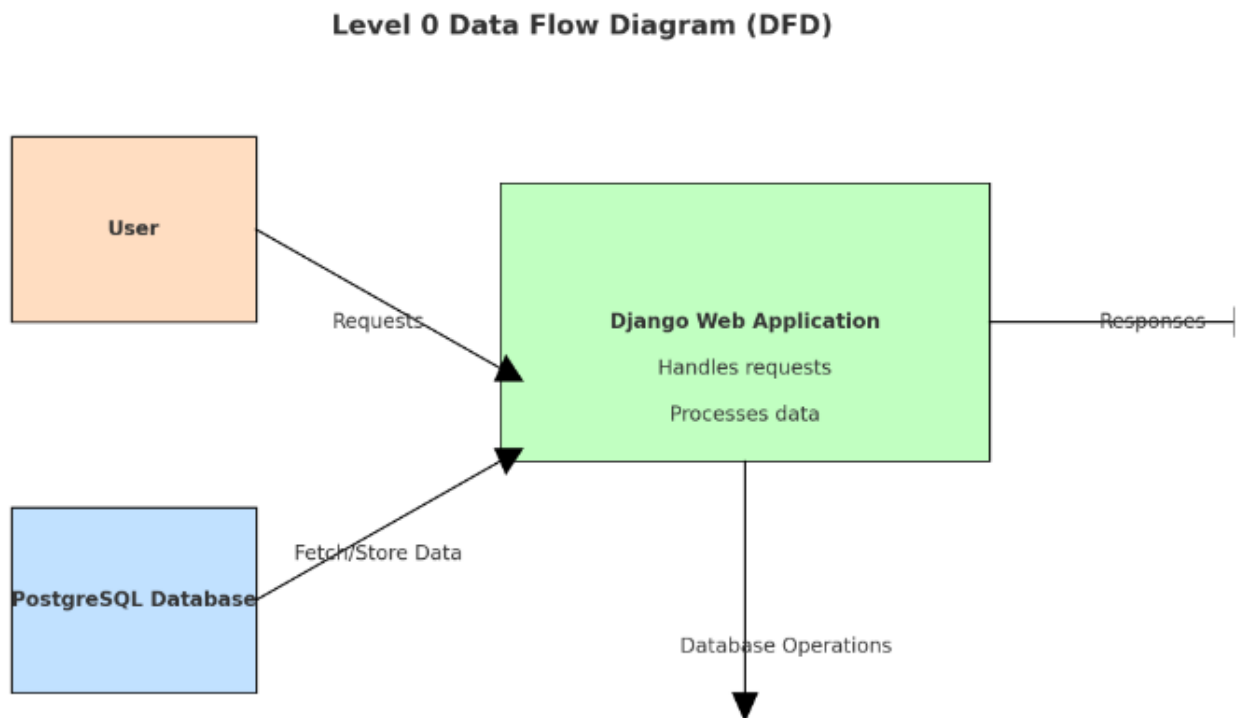 Level 0 Data Flow Diagram (DFD)
User
Requests
Django Web Application
Handles requests
Processes data
Responses
Fetch/Store Data
PostgreSQL Database
Database Operations